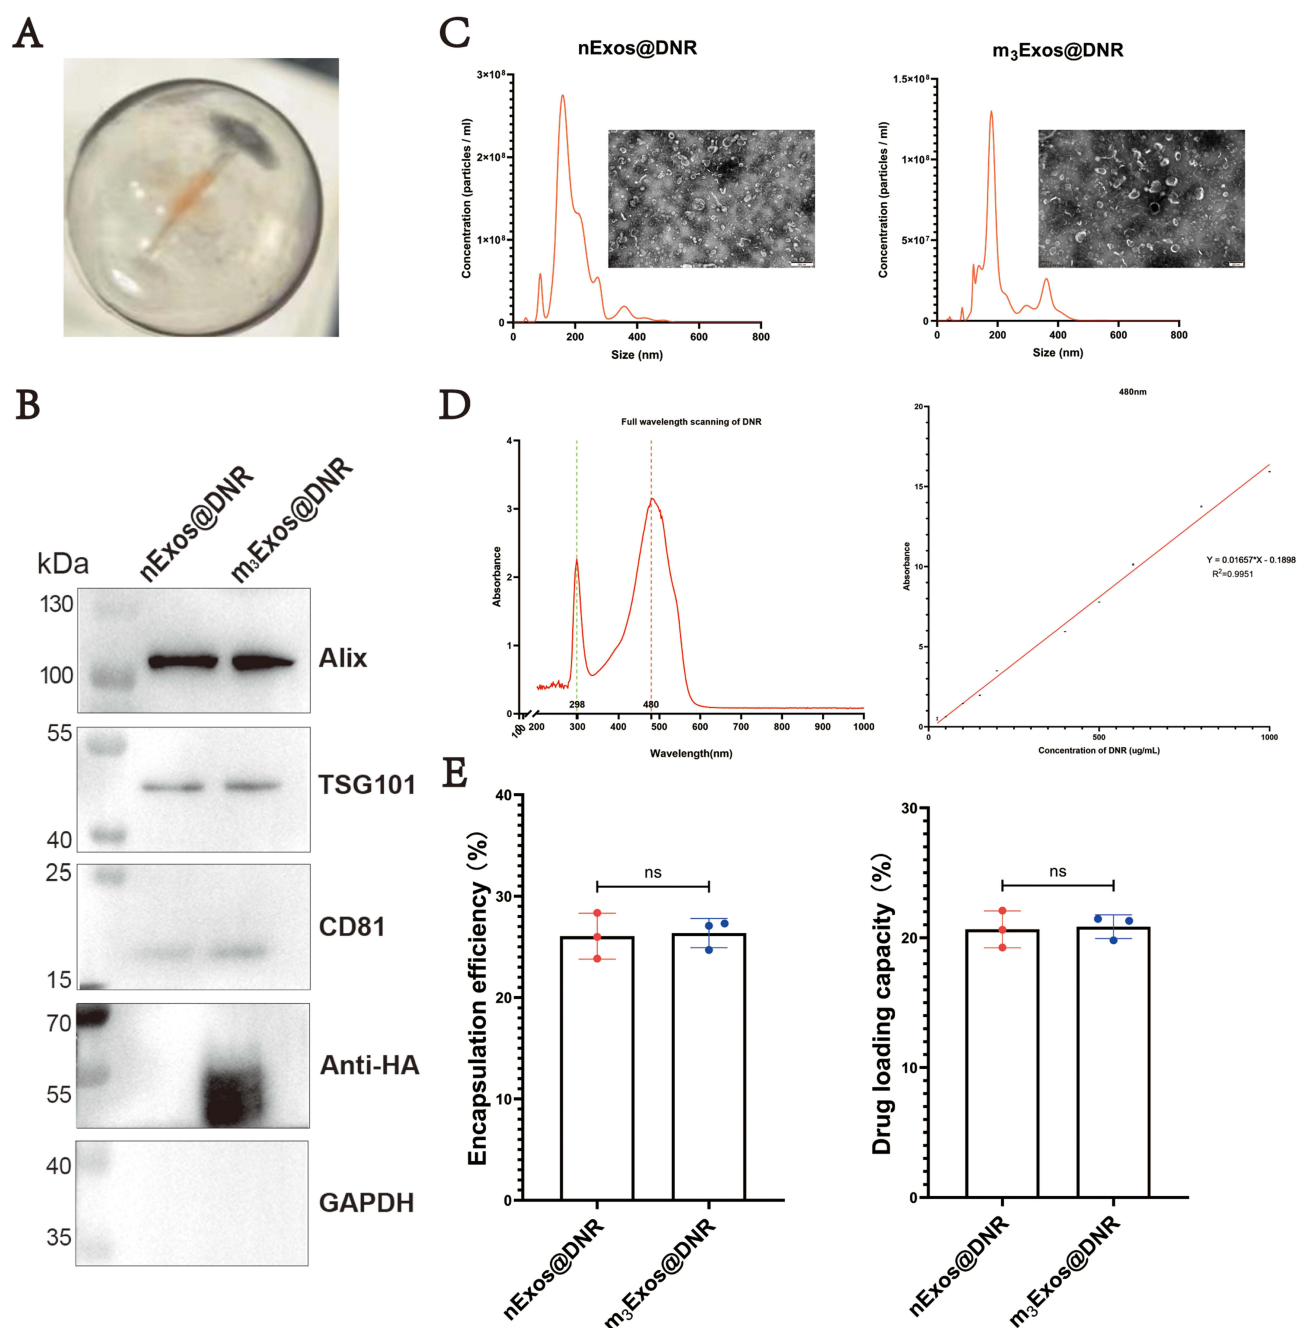 A
B
kDa
nExos@DNR
m₃Exos@DNR
130
100
Alix
55
40
TSG101
25
15
CD81
70
55
Anti-HA
40
35
GAPDH
C
nExos@DNR
Concentration (particles / ml)
3×10⁸
2×10⁸
1×10⁸
0
0 200 400 600 800
Size (nm)
m₃Exos@DNR
Concentration (particles / ml)
1.5×10⁸
1×10⁸
5×10⁷
0
0 200 400 600 800
Size (nm)
D
Full wavelength scanning of DNR
Absorbance
4
3
2
1
0
298 480
100 200 300 400 500 600 700 800 900 1000
Wavelength(nm)
480nm
Absorbance
20
15
10
5
0
Y = 0.01657*X - 0.1898
R²=0.9951
0 500 1000
Concentration of DNR (ug/mL)
E
Encapsulation efficiency (%)
40
30
20
10
0
ns
nExos@DNR
m₃Exos@DNR
Drug loading capacity (%)
30
20
10
0
ns
nExos@DNR
m₃Exos@DNR